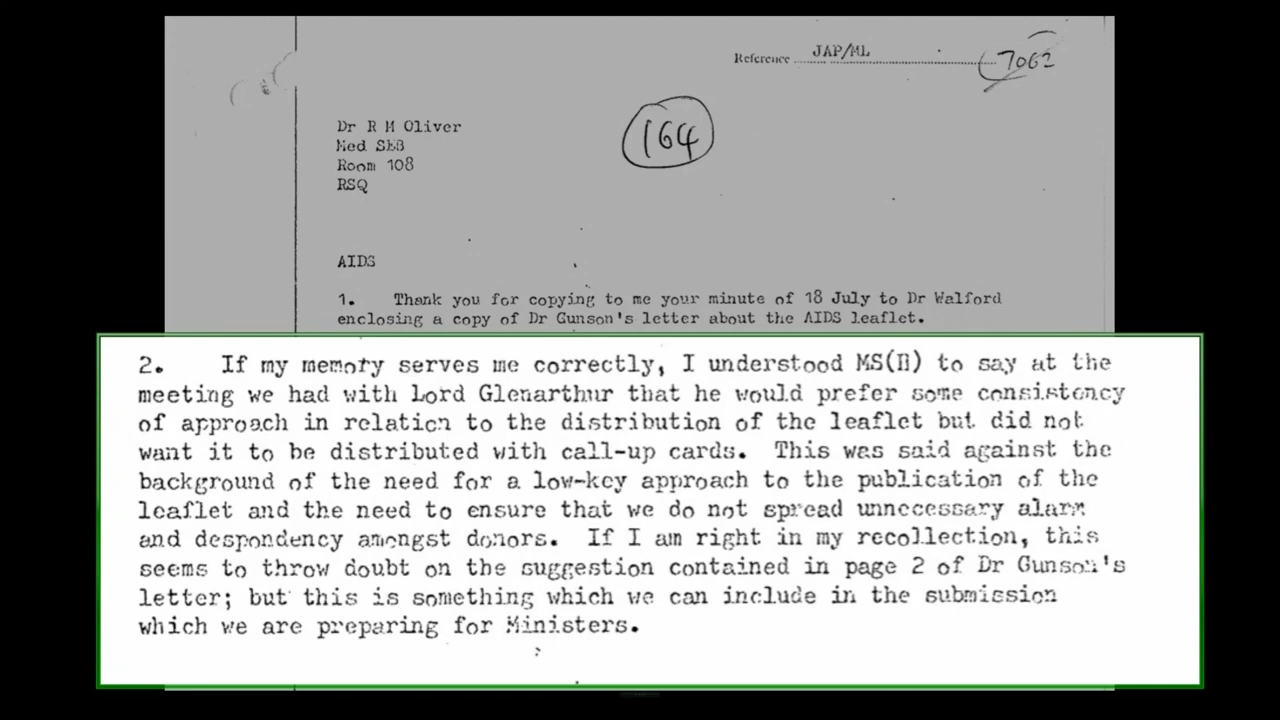 Reference ..... JAP/ML ..... 7062
164
Dr R M Oliver
Med SEB
Room 108
RSQ
AIDS
1. Thank you for copying to me your minute of 18 July to Dr Walford
enclosing a copy of Dr Gunson's letter about the AIDS leaflet.
2. If my memory serves me correctly, I understood MS(H) to say at the
meeting we had with Lord Glenarthur that he would prefer some consistency
of approach in relation to the distribution of the leaflet but did not
want it to be distributed with call-up cards. This was said against the
background of the need for a low-key approach to the publication of the
leaflet and the need to ensure that we do not spread unnecessary alarm
and despondency amongst donors. If I am right in my recollection, this
seems to throw doubt on the suggestion contained in page 2 of Dr Gunson's
letter; but this is something which we can include in the submission
which we are preparing for Ministers.